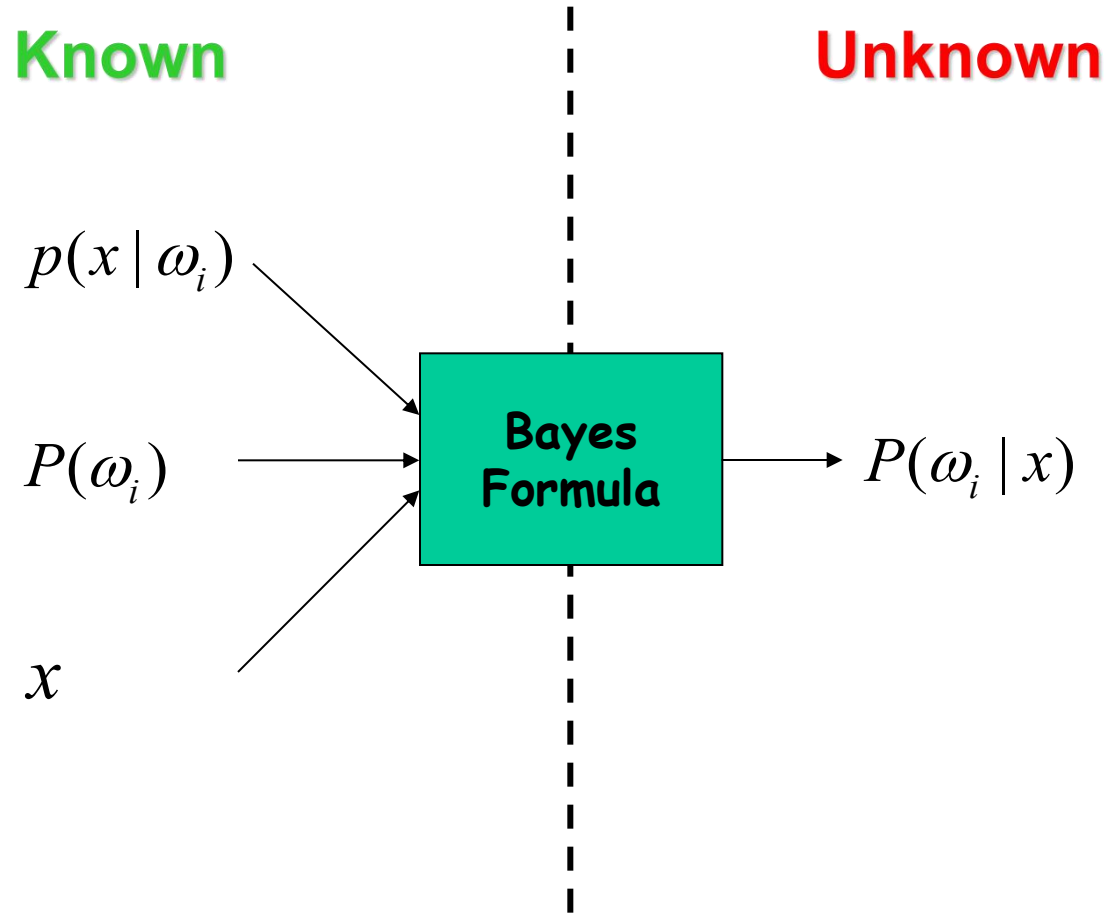 Known
Unknown
p(x | ωᵢ)
P(ωᵢ)
x
Bayes
Formula
P(ωᵢ | x)